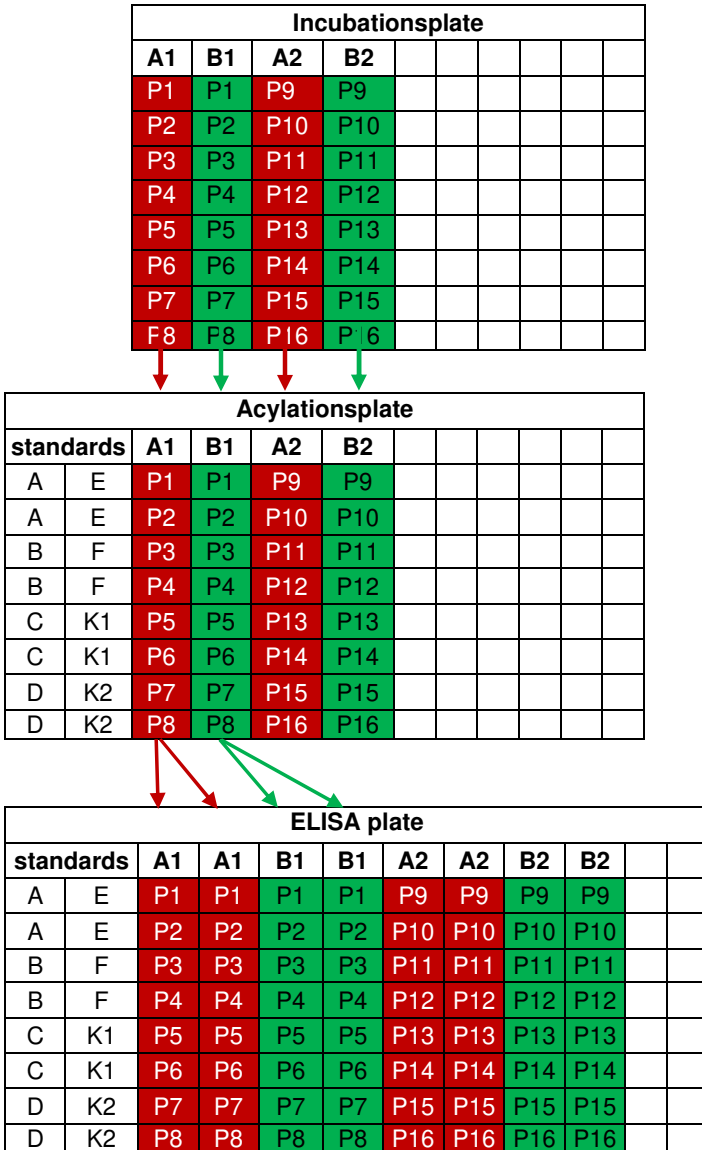 Incubationsplate
A1 B1 A2 B2
P1 P1 P9 P9
P2 P2 P10 P10
P3 P3 P11 P11
P4 P4 P12 P12
P5 P5 P13 P13
P6 P6 P14 P14
P7 P7 P15 P15
P8 P8 P16 P16
Acylationsplate
standards A1 B1 A2 B2
A E P1 P1 P9 P9
A E P2 P2 P10 P10
B F P3 P3 P11 P11
B F P4 P4 P12 P12
C K1 P5 P5 P13 P13
C K1 P6 P6 P14 P14
D K2 P7 P7 P15 P15
D K2 P8 P8 P16 P16
ELISA plate
standards A1 A1 B1 B1 A2 A2 B2 B2
A E P1 P1 P1 P1 P9 P9 P9 P9
A E P2 P2 P2 P2 P10 P10 P10 P10
B F P3 P3 P3 P3 P11 P11 P11 P11
B F P4 P4 P4 P4 P12 P12 P12 P12
C K1 P5 P5 P5 P5 P13 P13 P13 P13
C K1 P6 P6 P6 P6 P14 P14 P14 P14
D K2 P7 P7 P7 P7 P15 P15 P15 P15
D K2 P8 P8 P8 P8 P16 P16 P16 P16